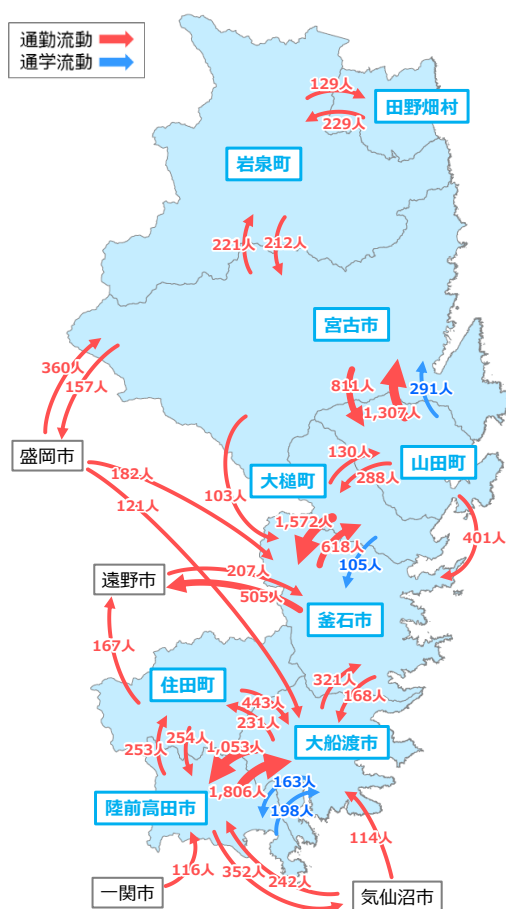 通勤流動
通学流動
129人
田野畑村
229人
岩泉町
221人
212人
宮古市
360人
157人
811人
291人
1,307人
盛岡市
182人
130人
山田町
大槌町
288人
103人
121人
1,572人
401人
618人
遠野市
207人
105人
505人
釜石市
167人
住田町
321人
443人
168人
231人
大船渡市
253人
254人
1,053人
163人
1,806人
陸前高田市
198人
114人
116人
352人
242人
一関市
気仙沼市